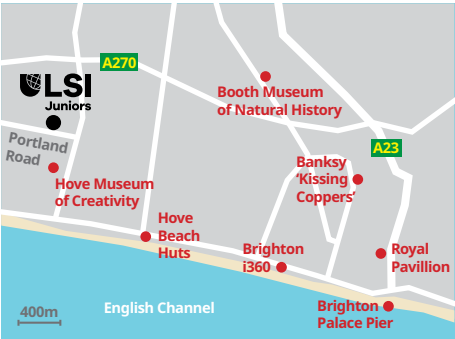 A270
LSI
Juniors
Portland
Road
Hove Museum
of Creativity
Booth Museum
of Natural History
A23
Banksy
‘Kissing
Coppers’
Hove
Beach
Huts
Brighton
i360
Royal
Pavillion
English Channel
Brighton
Palace Pier
400m